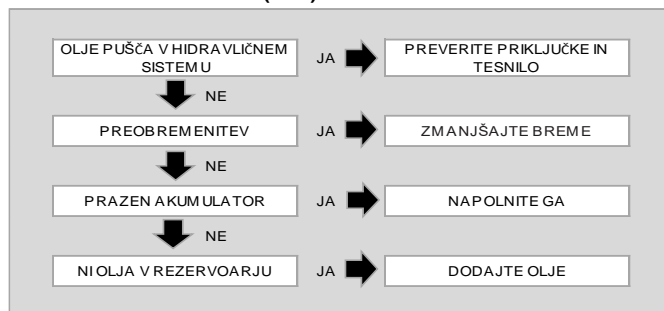 OLJE PUŠČA V HIDRAVLIČNEM
SISTEMU
JA
PREVERITE PRIKLJUČKE IN
TESNILO
NE
PREOBREMENITEV
JA
ZMANJŠAJTE BREME
NE
PRAZEN AKUMULATOR
JA
NAPOLNITE GA
NE
NI OLJA V REZERVOARJU
JA
DODAJTE OLJE